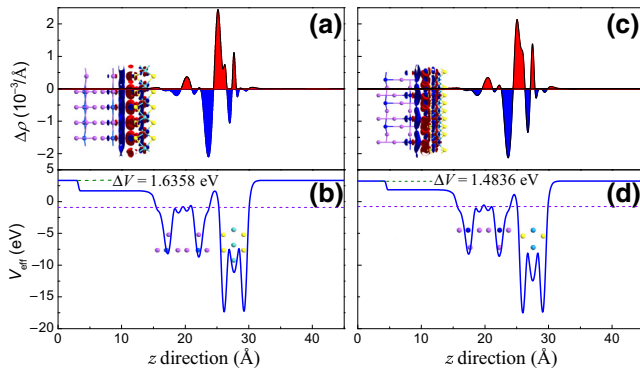 (a)
(c)
Δρ (10⁻³/Å)
2
1
0
−1
−2
5
ΔV = 1.6358 eV
(b)
ΔV = 1.4836 eV
(d)
V_eff (eV)
0
−5
−10
−15
−20
0 10 20 30 40
0 10 20 30 40
z direction (Å)
z direction (Å)